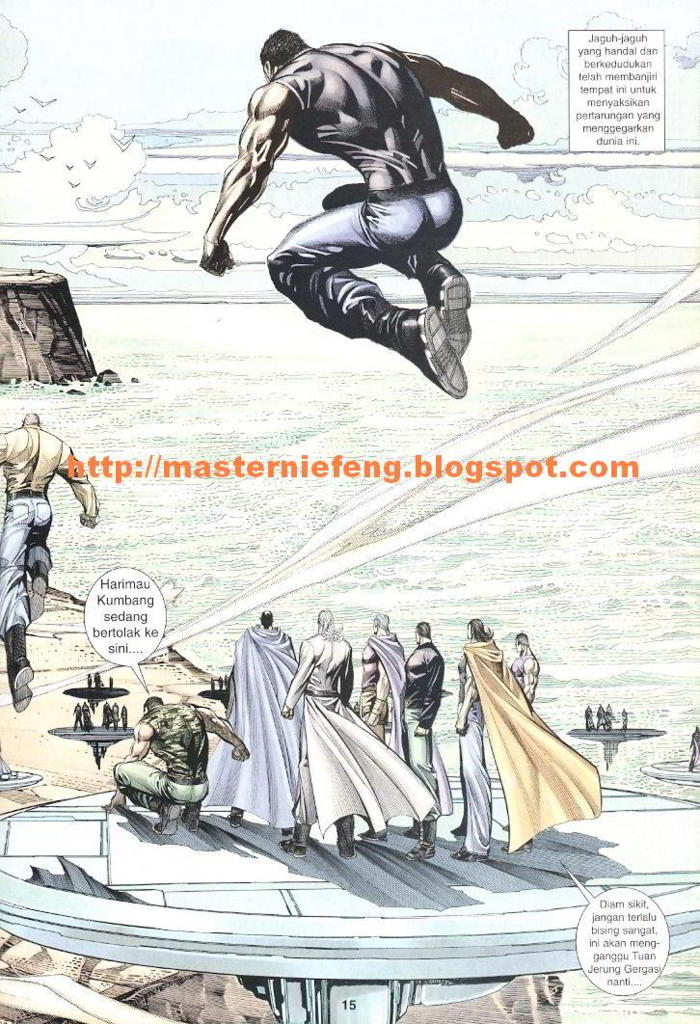 Jaguh-jaguh
yang handal dan
berkedudukan
telah membanjiri
tempat ini untuk
menyaksikan
pertarungan yang
menggegarkan
dunia ini.
http://masterniefeng.blogspot.com
Harimau
Kumbang
sedang
bertolak ke
sini....
Diam sikit,
jangan terlalu
bising sangat,
ini akan meng-
ganggu Tuan
Jerung Gergasi
nanti....
15